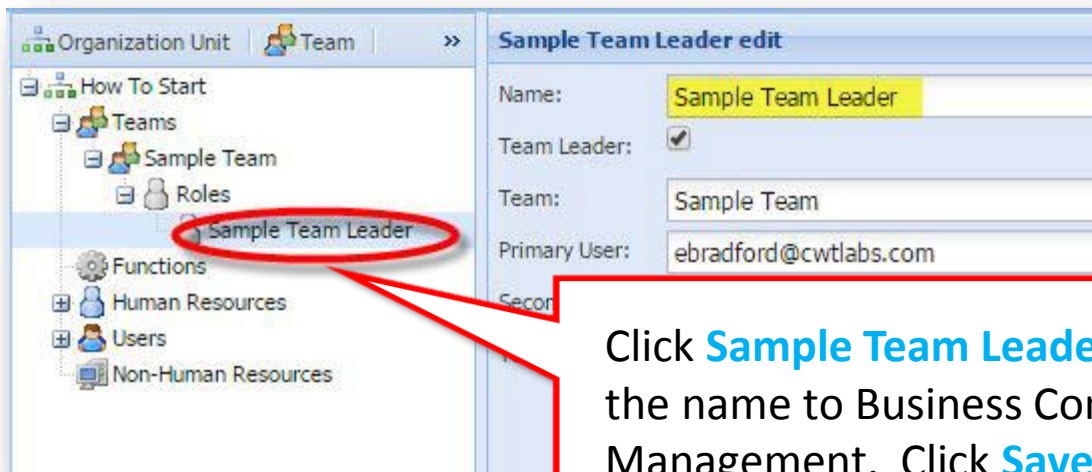 Organization Unit Team »
How To Start
Teams
Sample Team
Roles
Sample Team Leader
Functions
Human Resources
Users
Non-Human Resources
Sample Team Leader edit
Name: Sample Team Leader
Team Leader:
Team: Sample Team
Primary User: ebradford@cwtlabs.com
Click Sample Team
the name to Business
Management. Click Save